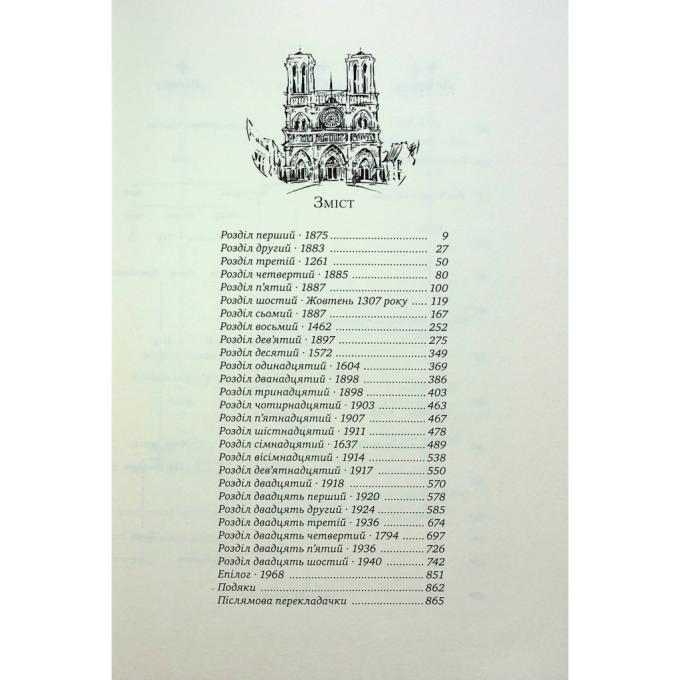 Зміст
Розділ перший · 1875 ................................ 9
Розділ другий · 1883 ................................ 27
Розділ третій · 1261 ................................ 50
Розділ четвертий · 1885 ......................... 80
Розділ п'ятий · 1887 ................................ 100
Розділ шостий · Жовтень 1307 року ..... 119
Розділ сьомий · 1887 ............................... 167
Розділ восьмий · 1462 ............................. 252
Розділ дев'ятий · 1897 ............................. 275
Розділ десятий · 1572 .............................. 349
Розділ одинадцятий · 1604 ..................... 369
Розділ дванадцятий · 1898 ..................... 386
Розділ тринадцятий · 1898 .................... 403
Розділ чотирнадцятий · 1903 ................ 463
Розділ п'ятнадцятий · 1907 ................... 467
Розділ шістнадцятий · 1911 .................. 478
Розділ сімнадцятий · 1637 ..................... 489
Розділ вісімнадцятий · 1914 .................. 538
Розділ дев'ятнадцятий · 1917 ................ 550
Розділ двадцятий · 1918 ......................... 570
Розділ двадцять перший · 1920 ............. 578
Розділ двадцять другий · 1924 .............. 585
Розділ двадцять третій · 1936 .............. 674
Розділ двадцять четвертий · 1794 ....... 697
Розділ двадцять п'ятий · 1936 .............. 726
Розділ двадцять шостий · 1940 ............. 742
Епілог · 1968 ............................................. 851
Подяки ....................................................... 862
Післямова перекладачки ......................... 865